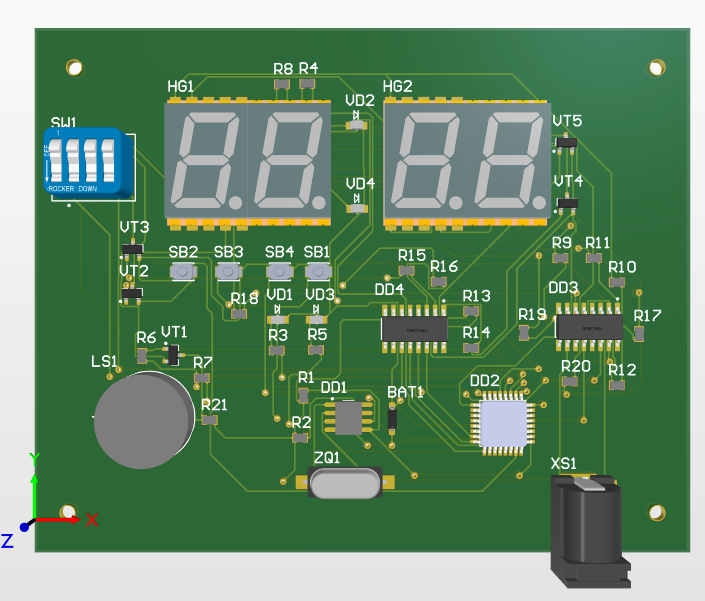 R8 R4
HG1
HG2
VD2
SW1
1
OFF
ROCKER DOWN
VT5
VD4
VT4
VT3
SB2 SB3 SB4 SB1
R9 R11
R15
VT2
R16
R10
DD4
DD3
R18
VD1 VD3
R13
R19
R17
VT1
R6
R3 R5
R14
LS1
R7
R20
R12
R1
DD1
BAT1
DD2
R21
R2
ZQ1
XS1
Y
X
Z